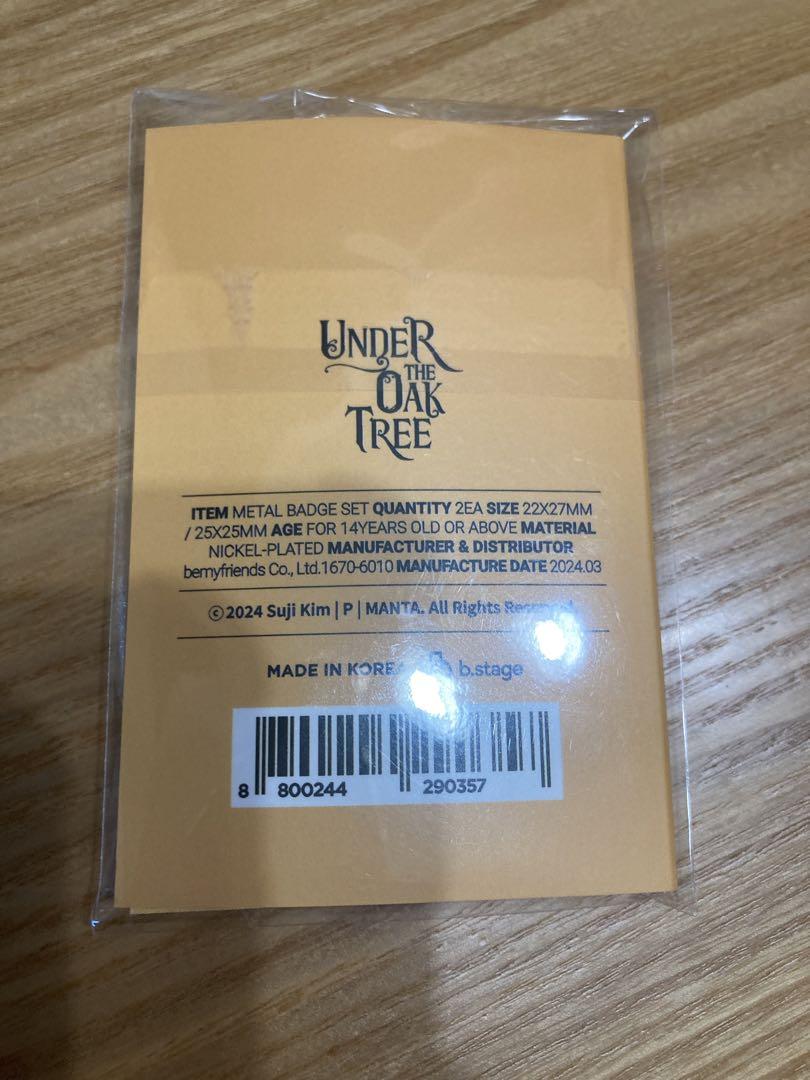 UNDER
THE
OAK
TREE
ITEM METAL BADGE SET QUANTITY 2EA SIZE 22X27MM
/ 25X25MM AGE FOR 14YEARS OLD OR ABOVE MATERIAL
NICKEL-PLATED MANUFACTURER & DISTRIBUTOR
bemyfriends Co., Ltd.1670-6010 MANUFACTURE DATE 2024.03
©2024 Suji Kim | P | MANTA. All Rights Reserved.
MADE IN KOREA b.stage
8 800244 290357